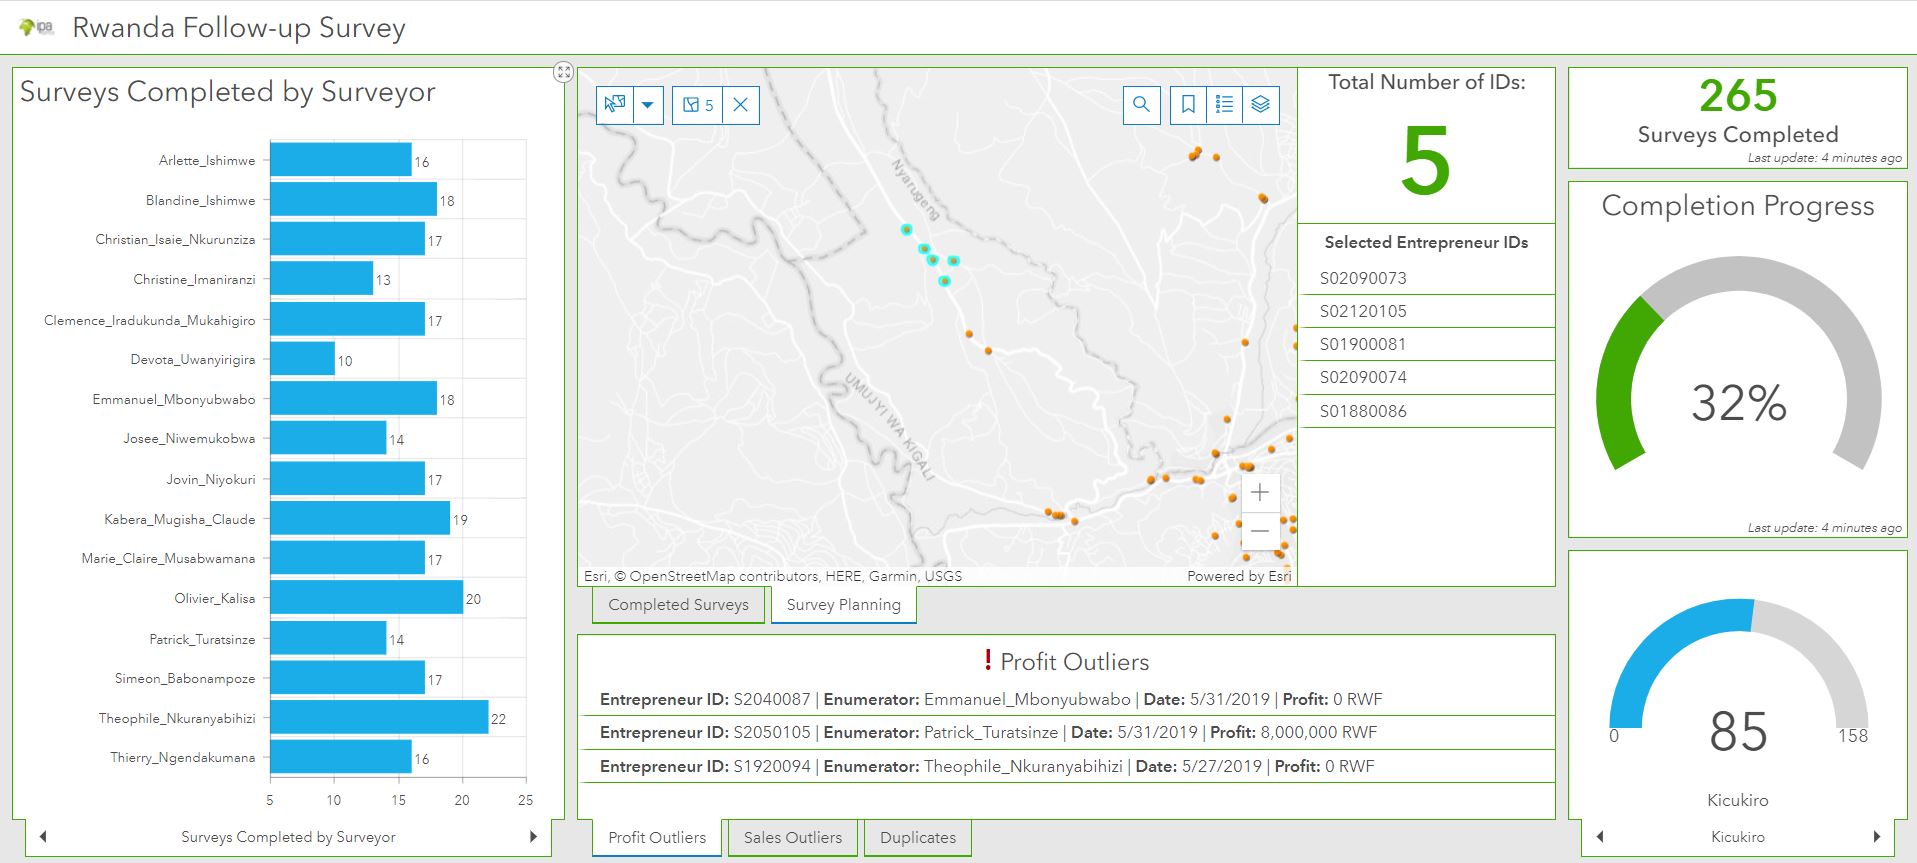 ipa
Rwanda Follow-up Survey
Surveys Completed by Surveyor
Arlette_Ishimwe 16
Blandine_Ishimwe 18
Christian_Isaie_Nkurunziza 17
Christine_Imaniranzi 13
Clemence_Iradukunda_Mukahigiro 17
Devota_Uwanyirigira 10
Emmanuel_Mbonyubwabo 18
Josee_Niwemukobwa 14
Jovin_Niyokuri 17
Kabera_Mugisha_Claude 19
Marie_Claire_Musabwamana 17
Olivier_Kalisa 20
Patrick_Turatsinze 14
Simeon_Babonampoze 17
Theophile_Nkuranyabihizi 22
Thierry_Ngendakumana 16
5 10 15 20 25
Surveys Completed by Surveyor
5
Nyarugeng
UMUJYI WA KIGALI
Esri, © OpenStreetMap contributors, HERE, Garmin, USGS
Powered by Esri
Completed Surveys
Survey Planning
Total Number of IDs:
5
Selected Entrepreneur IDs
S02090073
S02120105
S01900081
S02090074
S01880086
! Profit Outliers
Entrepreneur ID: S2040087 | Enumerator: Emmanuel_Mbonyubwabo | Date: 5/31/2019 | Profit: 0 RWF
Entrepreneur ID: S2050105 | Enumerator: Patrick_Turatsinze | Date: 5/31/2019 | Profit: 8,000,000 RWF
Entrepreneur ID: S1920094 | Enumerator: Theophile_Nkuranyabihizi | Date: 5/27/2019 | Profit: 0 RWF
Profit Outliers
Sales Outliers
Duplicates
265
Surveys Completed
Last update: 4 minutes ago
Completion Progress
32%
Last update: 4 minutes ago
0 85 158
Kicukiro
Kicukiro